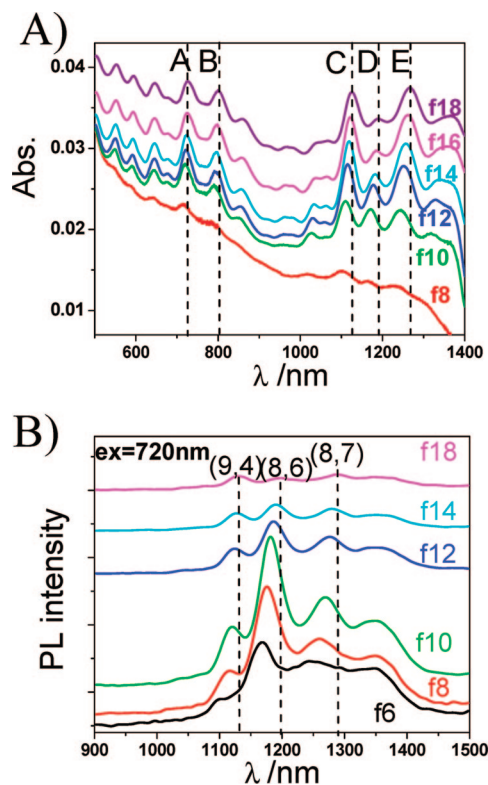 A)
A B C D E
0.04
0.03
0.02
0.01
Abs.
f18
f16
f14
f12
f10
f8
600 800 1000 1200 1400
λ /nm
B)
ex=720nm
(9,4) (8,6) (8,7)
f18
f14
f12
f10
f8
f6
PL intensity
900 1000 1100 1200 1300 1400 1500
λ /nm